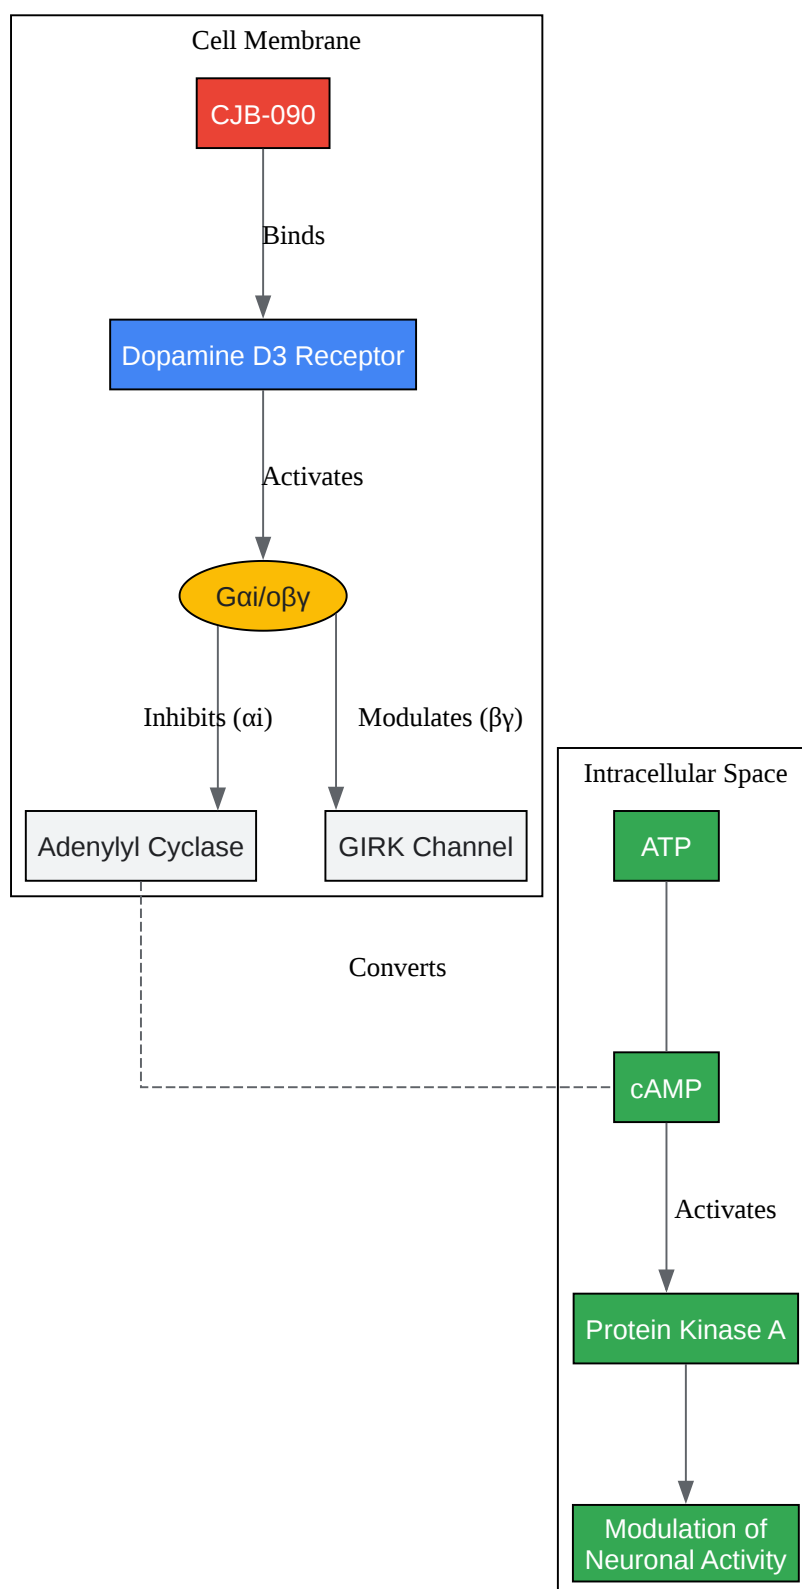 Cell Membrane
CJB-090
Binds
Dopamine D3 Receptor
Activates
Gαi/oβγ
Inhibits (αi)
Modulates (βγ)
Adenylyl Cyclase
GIRK Channel
Intracellular Space
ATP
Converts
cAMP
Activates
Protein Kinase A
Modulation of
Neuronal Activity